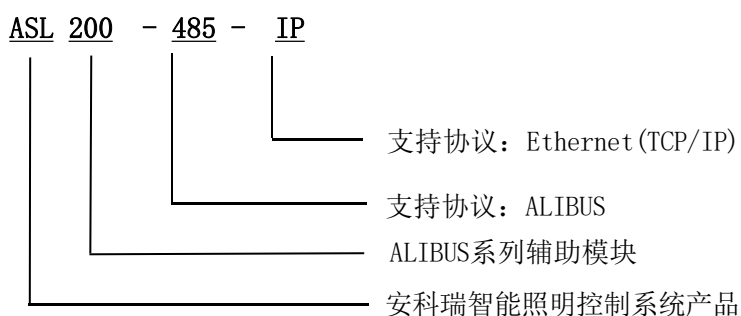 ASL 200 - 485 - IP
支持协议：Ethernet(TCP/IP)
支持协议：ALIBUS
ALIBUS系列辅助模块
安科瑞智能照明控制系统产品